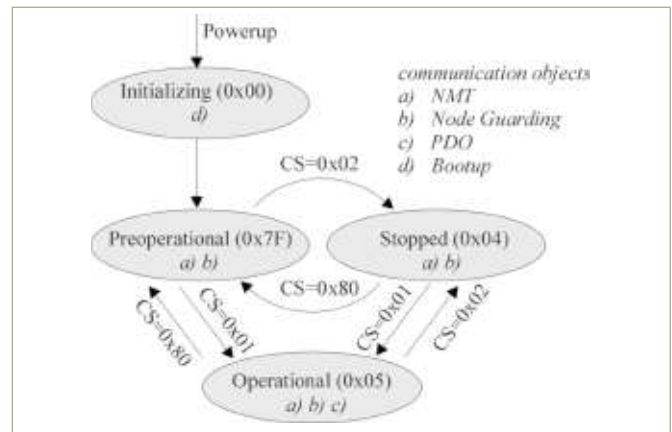 Powerup
Initializing (0x00)
d)
communication objects
a) NMT
b) Node Guarding
c) PDO
d) Bootup
CS=0x02
Preoperational (0x7F)
a) b)
Stopped (0x04)
a) b)
CS=0x80
CS=0x80
CS=0x01
CS=0x01
CS=0x02
Operational (0x05)
a) b) c)